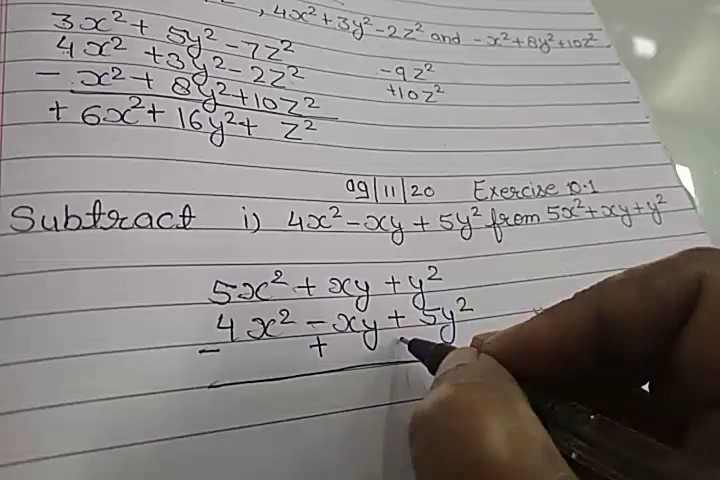 , 4x²+3y²-2z² and -x²+8y²+10z²
3x²+ 5y²-7z²
4x² +3y²-2z²
- x²+ 8y²+10z²
+ 6x²+ 16y²+ z²
-9z²
+10z²
09/11/20 Exercise 10.1
Subtract i) 4x²-xy+5y² from 5x²+xy+y²
5x²+xy+y²
4x²-xy+5y²
- +